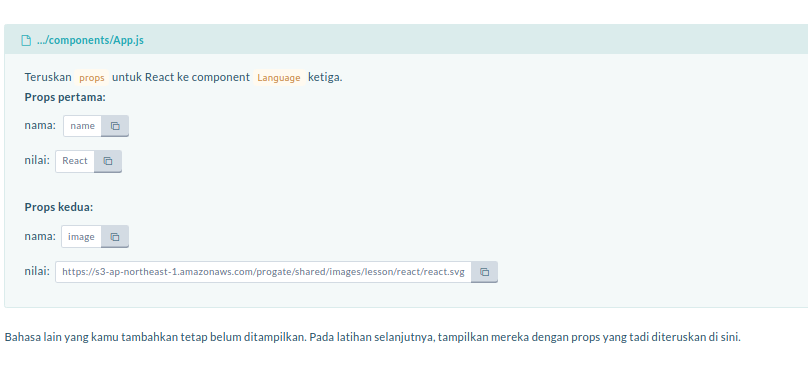 .../components/App.js
Teruskan props untuk React ke component Language ketiga.
Props pertama:
nama: name
nilai: React
Props kedua:
nama: image
nilai: https://s3-ap-northeast-1.amazonaws.com/progate/shared/images/lesson/react/react.svg
Bahasa lain yang kamu tambahkan tetap belum ditampilkan. Pada latihan selanjutnya, tampilkan mereka dengan props yang tadi diteruskan di sini.